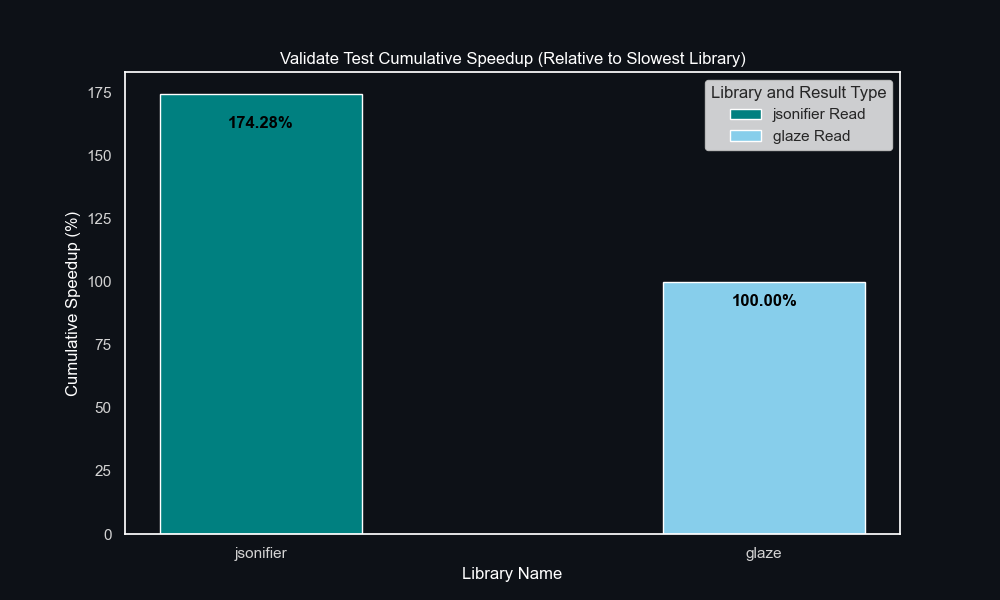 Validate Test Cumulative Speedup (Relative to Slowest Library)
Library and Result Type
jsonifier Read
glaze Read
Cumulative Speedup (%)
175
150
125
100
75
50
25
0
174.28%
100.00%
jsonifier
glaze
Library Name